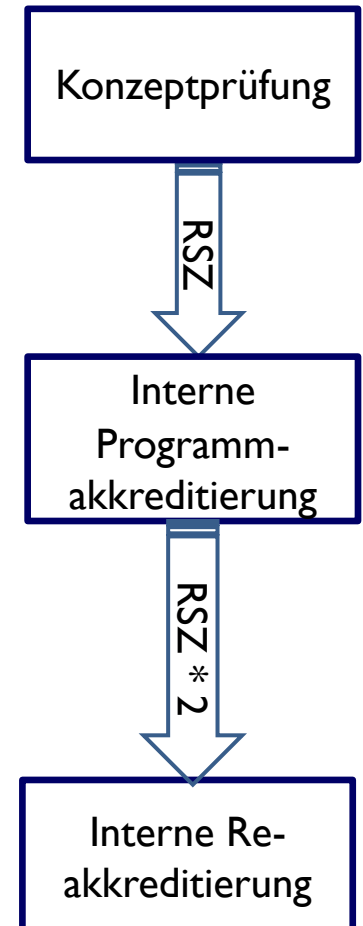 Konzeptprüfung
RSZ
Interne
Programm-
akkreditierung
RSZ * 2
Interne Re-
akkreditierung